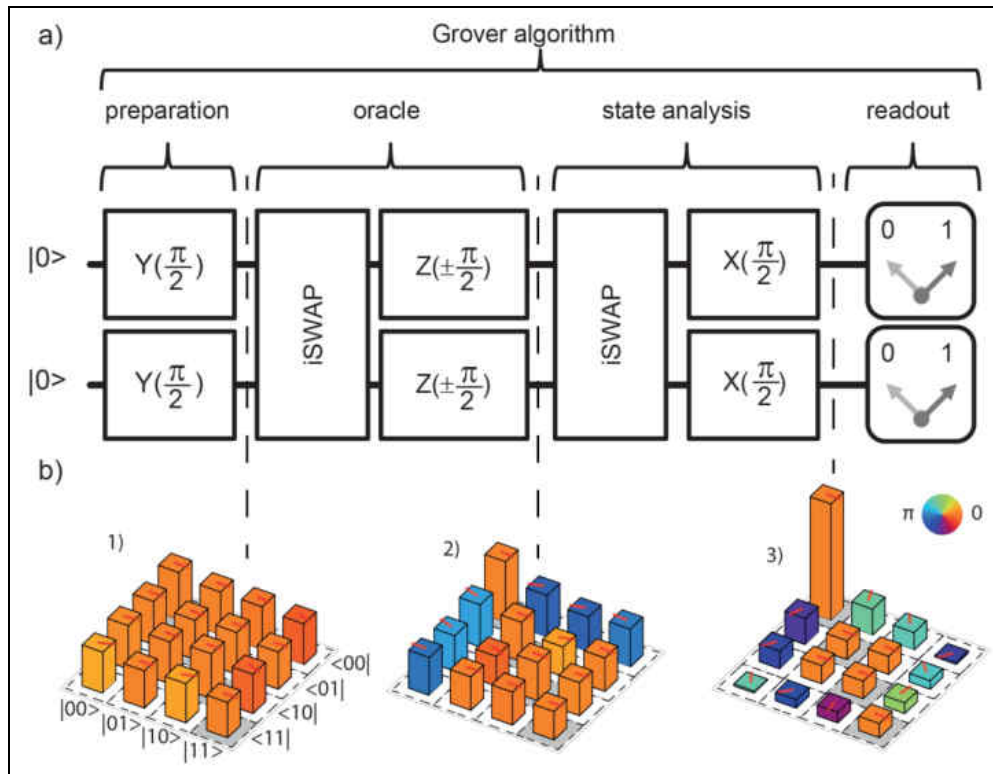 a)
Grover algorithm
preparation oracle state analysis readout
|0> Y(π/2) iSWAP Z(±π/2) iSWAP X(π/2) 0 1
|0> Y(π/2) Z(±π/2) X(π/2) 0 1
b)
1) 2) 3) π 0
|00> |01> |10> |11> <11| <10| <01| <00|